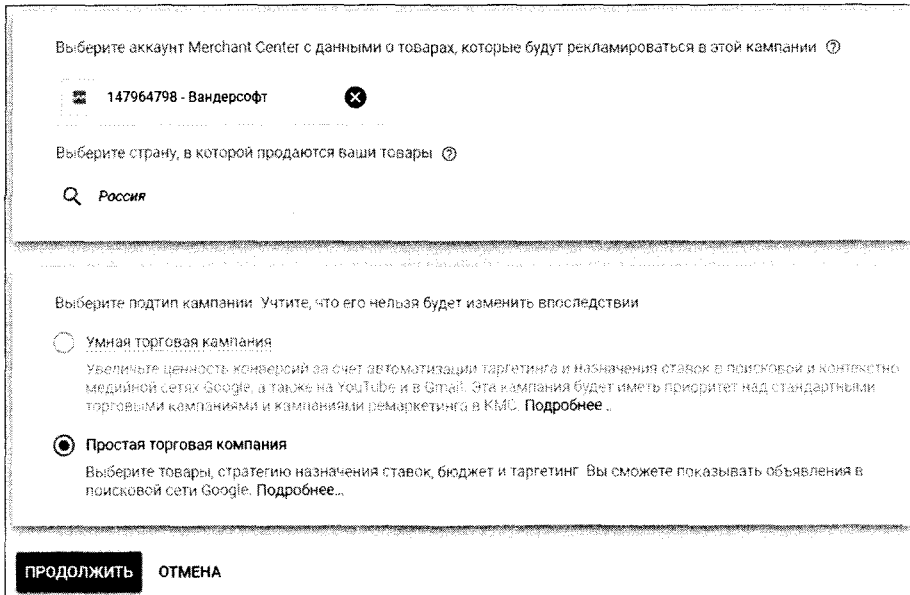 Выберите аккаунт Merchant Center с данными о товарах, которые будут рекламироваться в этой кампании
147964798 - Вандерсофт
Выберите страну, в которой продаются ваши товары
Россия
Выберите подтип кампании. Учтите, что его нельзя будет изменить впоследствии
Умная торговая кампания
Увеличьте ценность конверсий за счет автоматизации таргетинга и назначения ставок в поисковой и контекстно
медийной сетях Google, а также на YouTube и в Gmail. Эта кампания будет иметь приоритет над стандартными
торговыми кампаниями и кампаниями ремаркетинга в КМС. Подробнее...
Простая торговая компания
Выберите товары, стратегию назначения ставок, бюджет и таргетинг. Вы сможете показывать объявления в
поисковой сети Google. Подробнее...
ПРОДОЛЖИТЬ ОТМЕНА